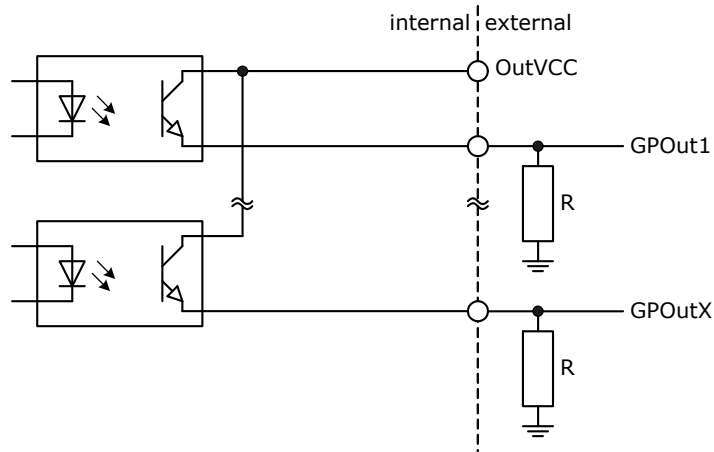 internal external
OutVCC
GPOut1
R
GPOutX
R